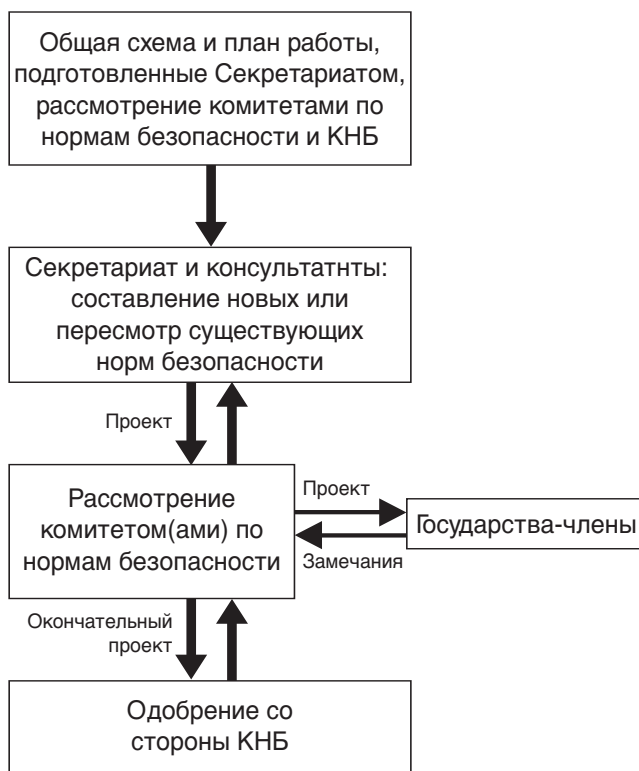 Общая схема и план работы,
подготовленные Секретариатом,
рассмотрение комитетами по
нормам безопасности и КНБ
Секретариат и консультатнты:
составление новых или
пересмотр существующих
норм безопасности
Проект
Рассмотрение
комитетом(ами) по
нормам безопасности
Проект
Государства-члены
Замечания
Окончательный
проект
Одобрение со
стороны КНБ